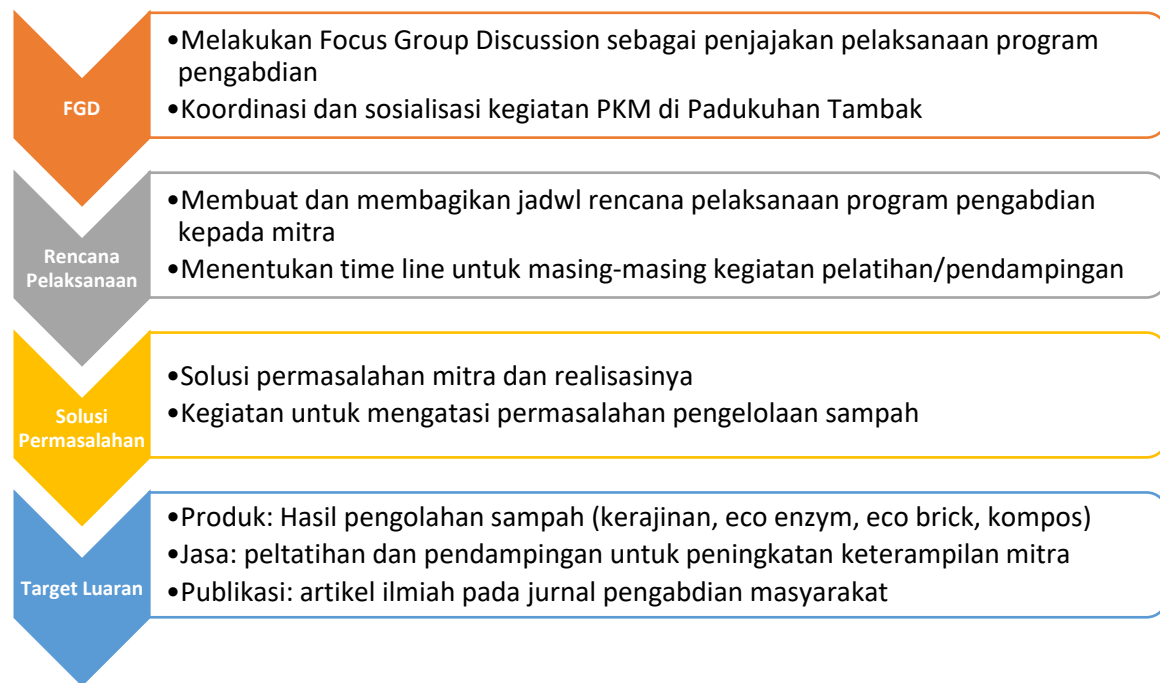 FGD
•Melakukan Focus Group Discussion sebagai penjajakan pelaksanaan program
pengabdian
•Koordinasi dan sosialisasi kegiatan PKM di Padukuhan Tambak
Rencana
Pelaksanaan
•Membuat dan membagikan jadwl rencana pelaksanaan program pengabdian
kepada mitra
•Menentukan time line untuk masing-masing kegiatan pelatihan/pendampingan
Solusi
Permasalahan
•Solusi permasalahan mitra dan realisasinya
•Kegiatan untuk mengatasi permasalahan pengelolaan sampah
Target Luaran
•Produk: Hasil pengolahan sampah (kerajinan, eco enzym, eco brick, kompos)
•Jasa: peltatihan dan pendampingan untuk peningkatan keterampilan mitra
•Publikasi: artikel ilmiah pada jurnal pengabdian masyarakat